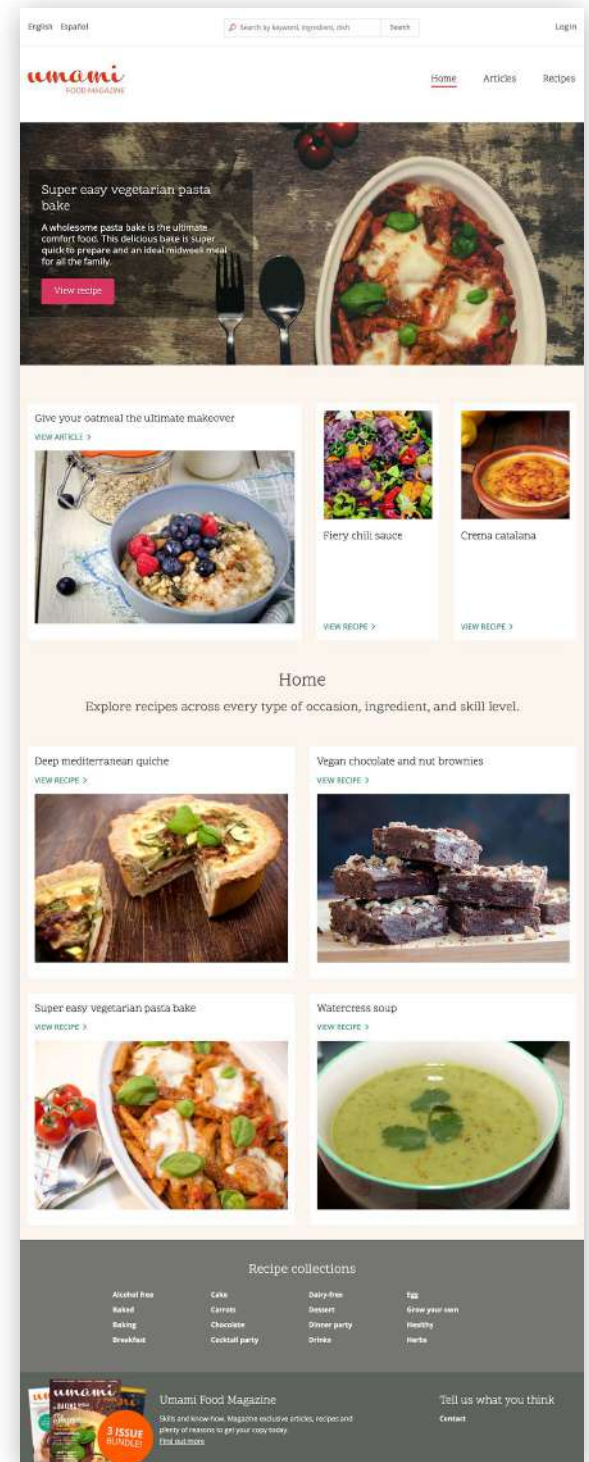 English Español
Search by keyword, ingredient, dish
Search
Log in
umami
FOOD MAGAZINE
Home
Articles
Recipes
Super easy vegetarian pasta
bake
A wholesome pasta bake is the ultimate
comfort food. This delicious bake is super
quick to prepare and an ideal midweek meal
for all the family.
View recipe
Give your oatmeal the ultimate makeover
VIEW ARTICLE >
Fiery chili sauce
VIEW RECIPE >
Crema catalana
VIEW RECIPE >
Home
Explore recipes across every type of occasion, ingredient, and skill level.
Deep mediterranean quiche
VIEW RECIPE >
Vegan chocolate and nut brownies
VIEW RECIPE >
Super easy vegetarian pasta bake
VIEW RECIPE >
Watercress soup
VIEW RECIPE >
Recipe collections
Alcohol free
Baked
Baking
Breakfast
Cake
Carrots
Chocolate
Cocktail party
Dairy-free
Dessert
Dinner party
Drinks
Egg
Grow your own
Healthy
Herbs
umami
BAKING
3 ISSUE
BUNDLE!
Umami Food Magazine
Skills and know-how. Magazine exclusive articles, recipes and
plenty of reasons to get your copy today.
Find out more
Tell us what you think
Contact